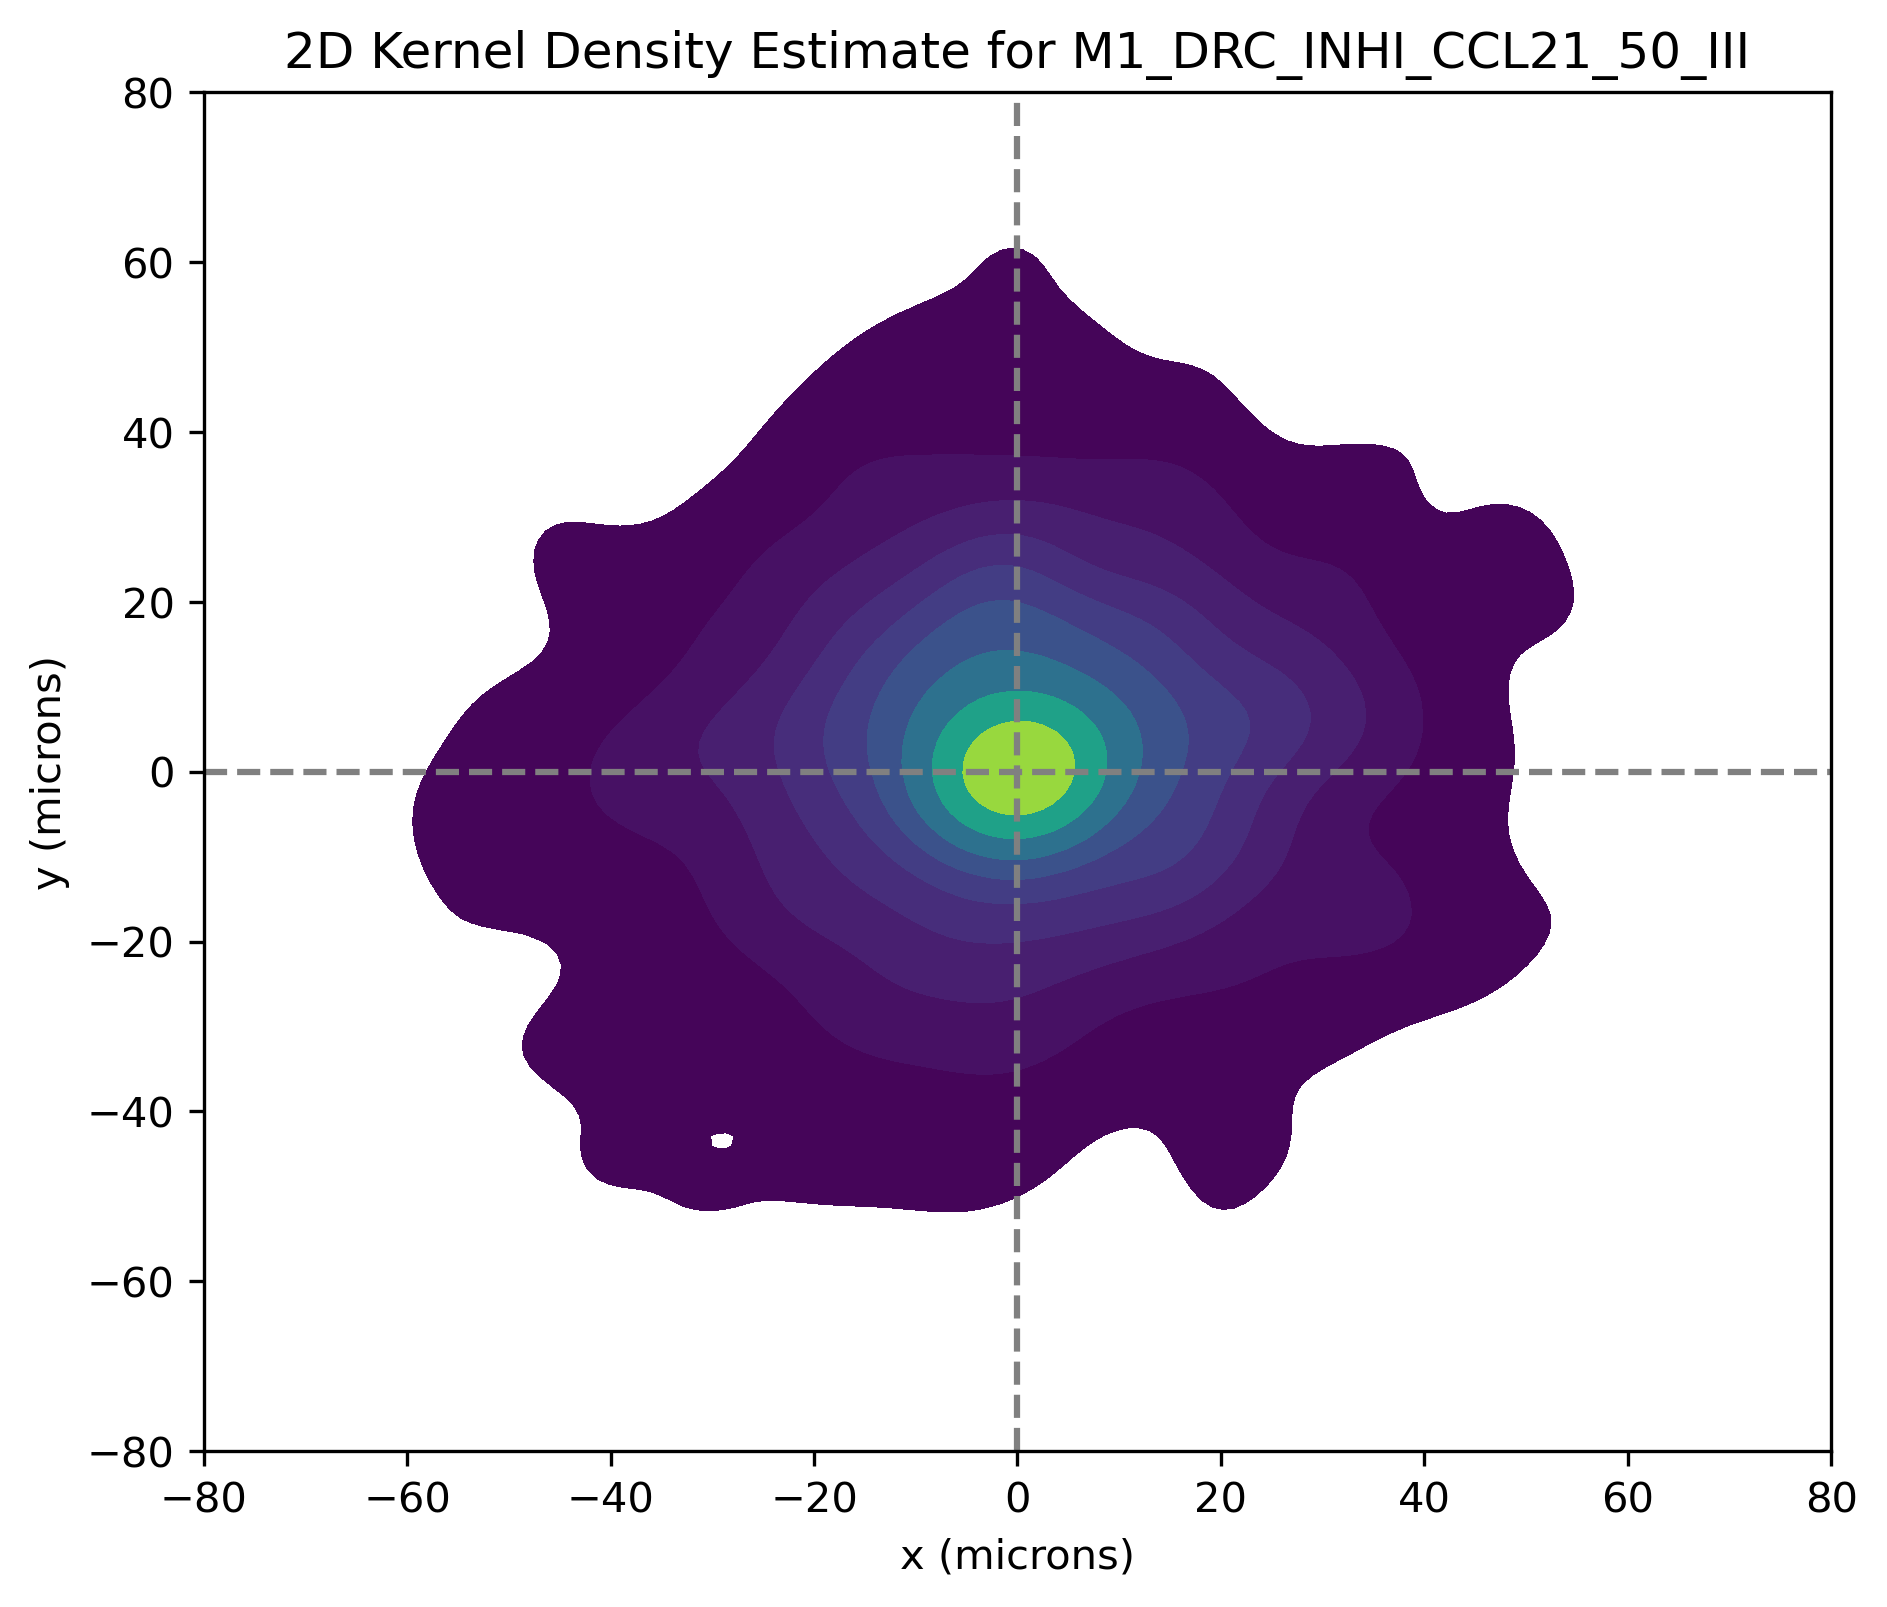 2D Kernel Density Estimate for M1_DRC_INHI_CCL21_50_III
80
60
40
20
0
−20
−40
−60
−80
y (microns)
−80 −60 −40 −20 0 20 40 60 80
x (microns)